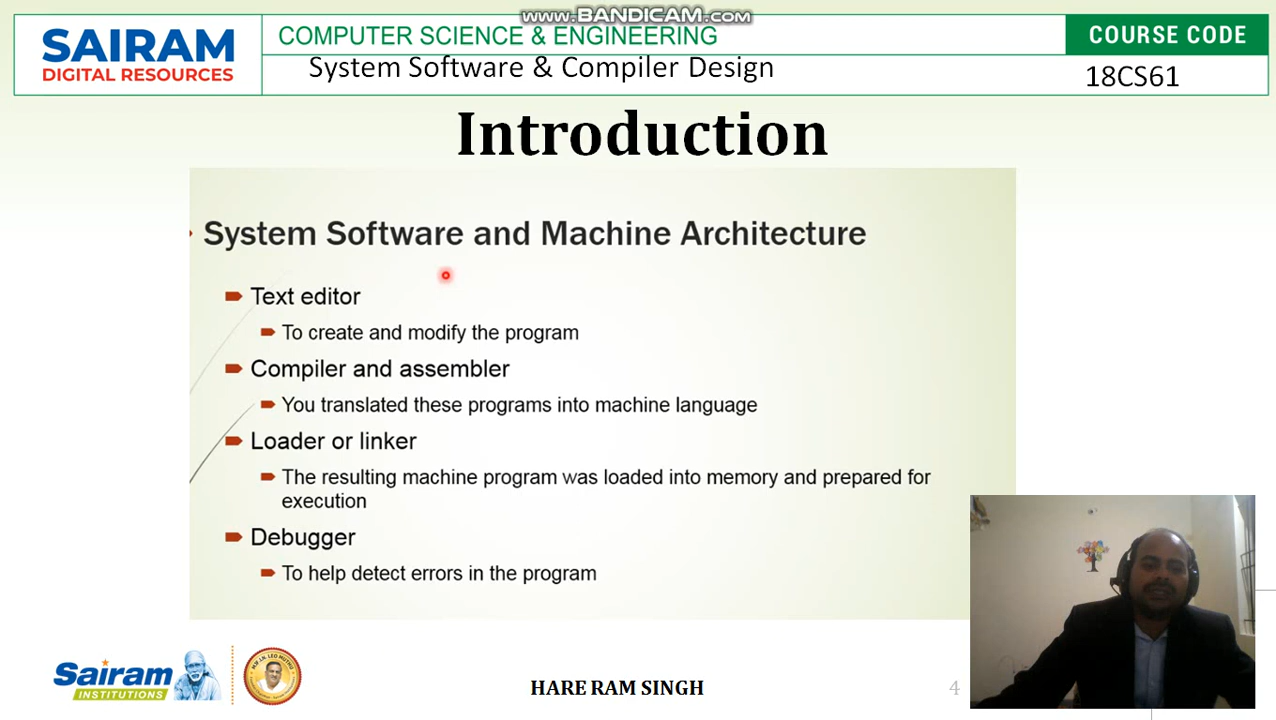 www.BANDICAM.com
SAIRAM
DIGITAL RESOURCES
COMPUTER SCIENCE & ENGINEERING
COURSE CODE
System Software & Compiler Design
18CS61
Introduction
System Software and Machine Architecture
Text editor
To create and modify the program
Compiler and assembler
You translated these programs into machine language
Loader or linker
The resulting machine program was loaded into memory and prepared for
execution
Debugger
To help detect errors in the program
Sairam
INSTITUTIONS
HARE RAM SINGH
4